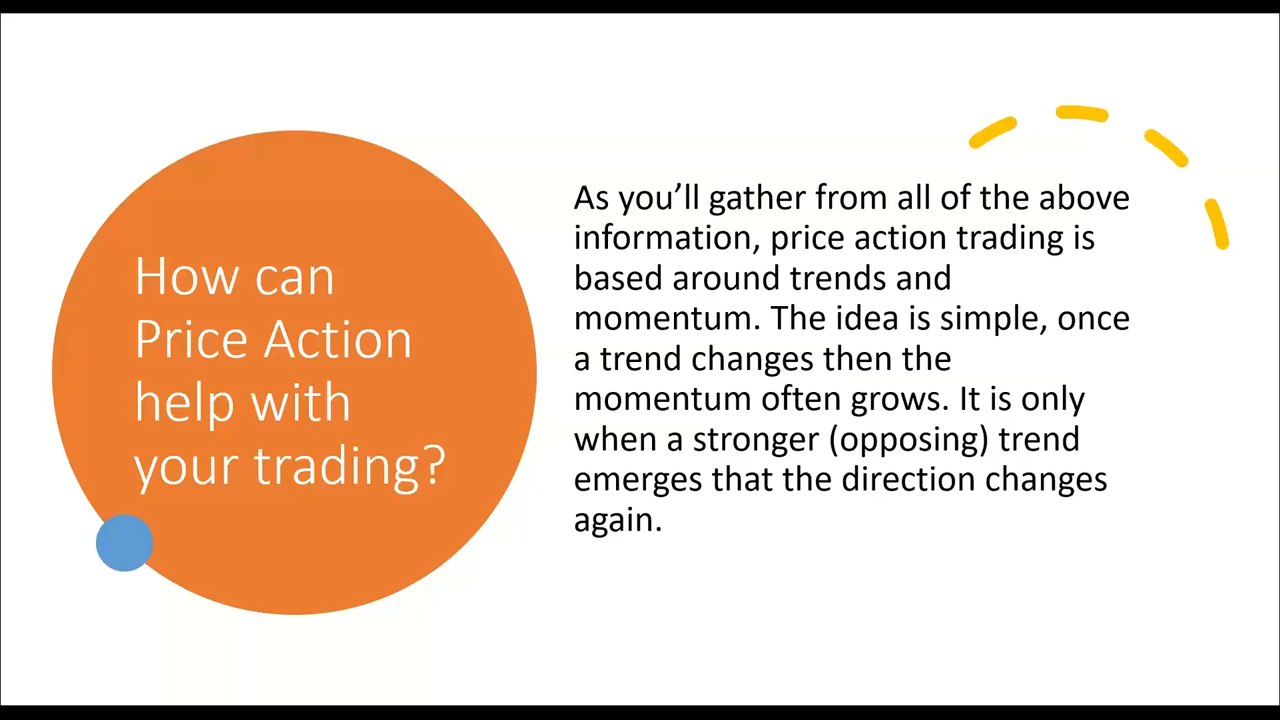 How can
Price Action
help with
your trading?
As you’ll gather from all of the above
information, price action trading is
based around trends and
momentum. The idea is simple, once
a trend changes then the
momentum often grows. It is only
when a stronger (opposing) trend
emerges that the direction changes
again.